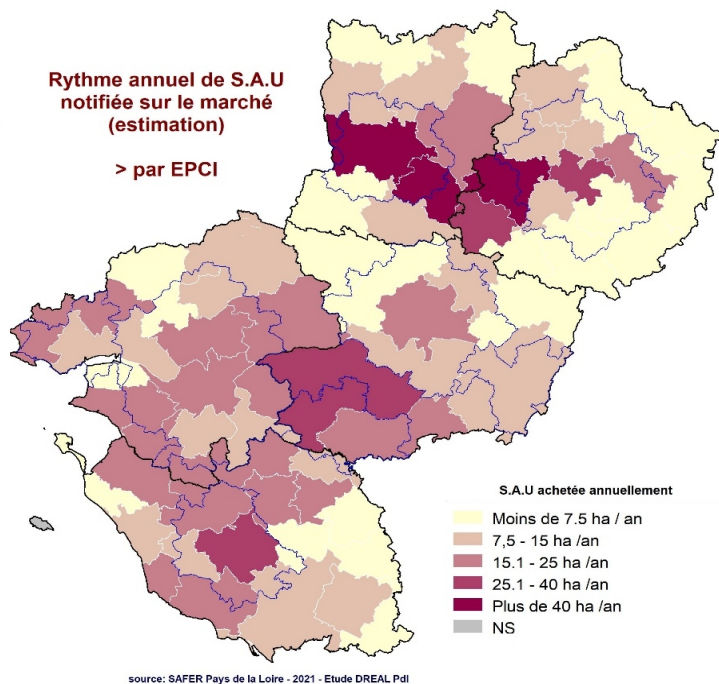 Rythme annuel de S.A.U
notifiée sur le marché
(estimation)
> par EPCI
S.A.U achetée annuellement
Moins de 7.5 ha / an
7,5 - 15 ha /an
15.1 - 25 ha /an
25.1 - 40 ha /an
Plus de 40 ha /an
NS
source: SAFER Pays de la Loire - 2021 - Etude DREAL Pdl